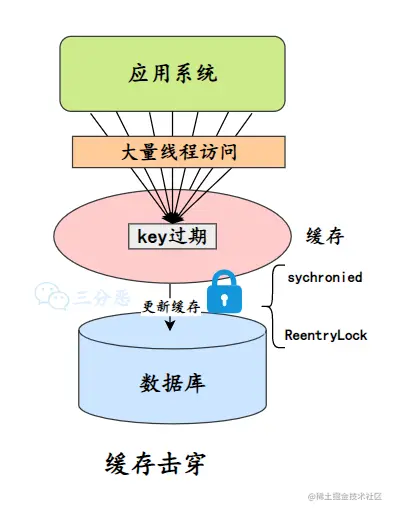 应用系统
大量线程访问
key过期
缓存
三分恶
更新缓存
sychronied
ReentryLock
数据库
缓存击穿
@稀土掘金技术社区